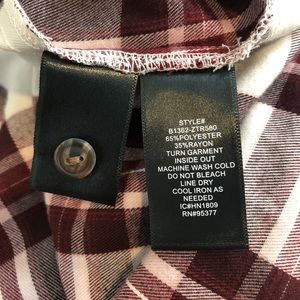 STYLE#
B1362-ZTR580
65%POLYESTER
35%RAYON
TURN GARMENT
INSIDE OUT
MACHINE WASH COLD
DO NOT BLEACH
LINE DRY
COOL IRON AS
NEEDED
IC#HN1809
RN#95377